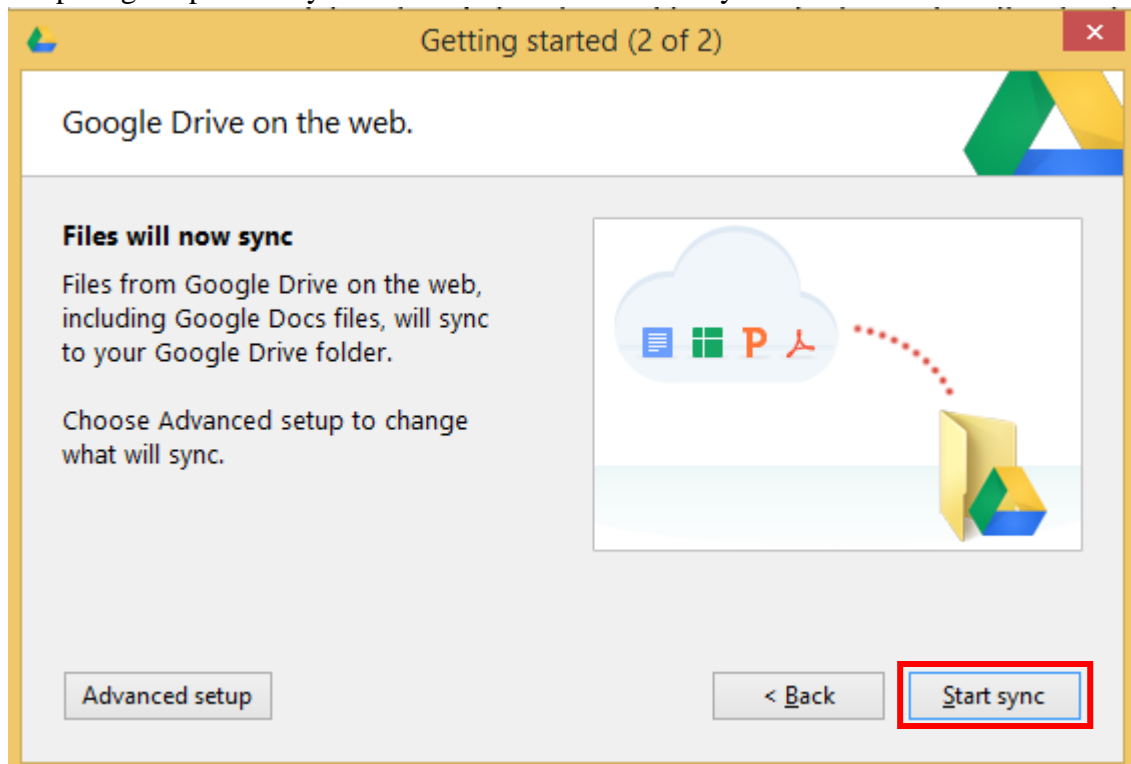 Getting started (2 of 2)
Google Drive on the web.
Files will now sync
Files from Google Drive on the web,
including Google Docs files, will sync
to your Google Drive folder.
Choose Advanced setup to change
what will sync.
P
Advanced setup
< Back
Start sync